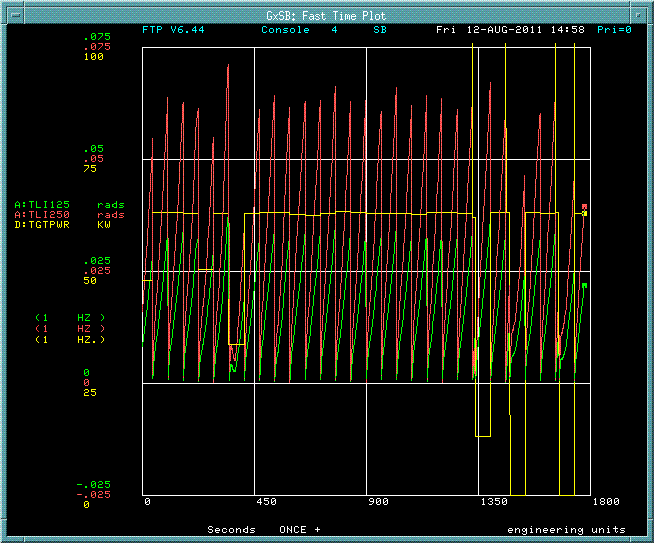 GxSB: Fast Time Plot
FTP V6.44 Console 4 SB Fri 12-AUG-2011 14:58 Pri=0
.075
.075
100
.05
.05
75
A:TLI125 rads
A:TLI250 rads
D:TGTPWR KW
.025
.025
50
(1 HZ )
(1 HZ )
(1 HZ.)
0
0
25
-.025
-.025
0
0 450 900 1350 1800
Seconds ONCE + engineering units